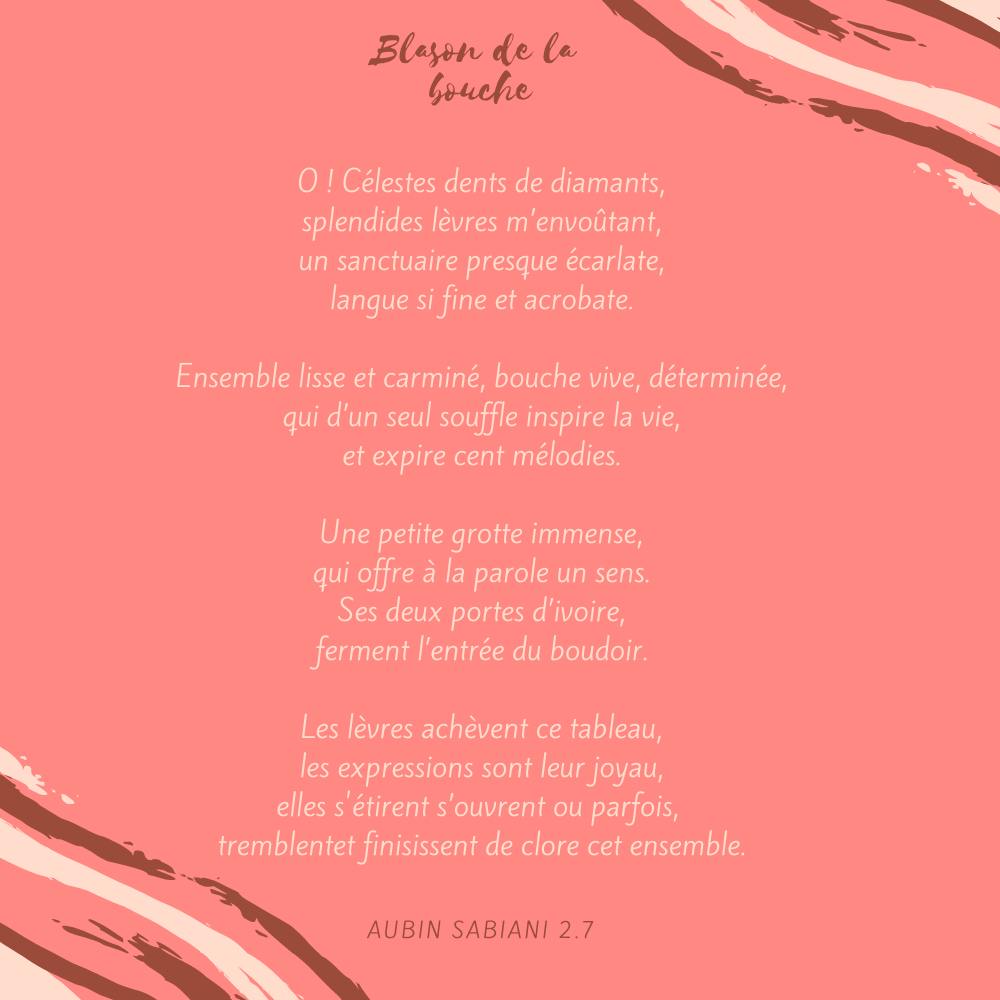 Blason de la
bouche
O ! Célestes dents de diamants,
splendides lèvres m'envoûtant,
un sanctuaire presque écarlate,
langue si fine et acrobate.
Ensemble lisse et carminé, bouche vive, déterminée,
qui d'un seul souffle inspire la vie,
et expire cent mélodies.
Une petite grotte immense,
qui offre à la parole un sens.
Ses deux portes d'ivoire,
ferment l'entrée du boudoir.
Les lèvres achèvent ce tableau,
les expressions sont leur joyau,
elles s'étirent s'ouvrent ou parfois,
tremblentet finisissent de clore cet ensemble.
AUBIN SABIANI 2.7